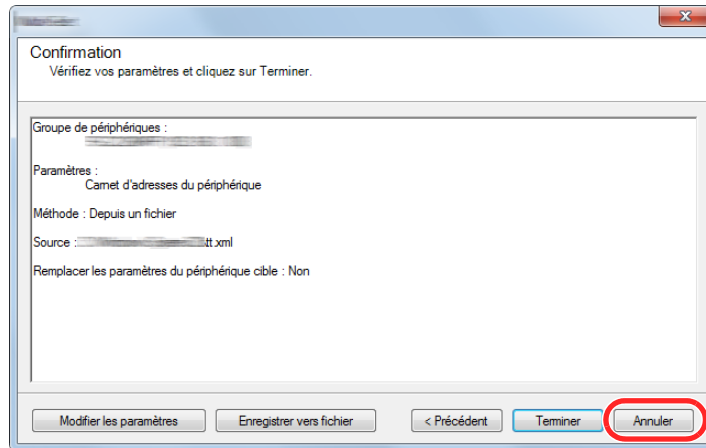 Confirmation
Vérifiez vos paramètres et cliquez sur Terminer.
Groupe de périphériques :
Paramètres :
Carnet d'adresses du périphérique
Méthode : Depuis un fichier
Source : tt.xml
Remplacer les paramètres du périphérique cible : Non
Modifier les paramètres Enregistrer vers fichier < Précédent Terminer Annuler